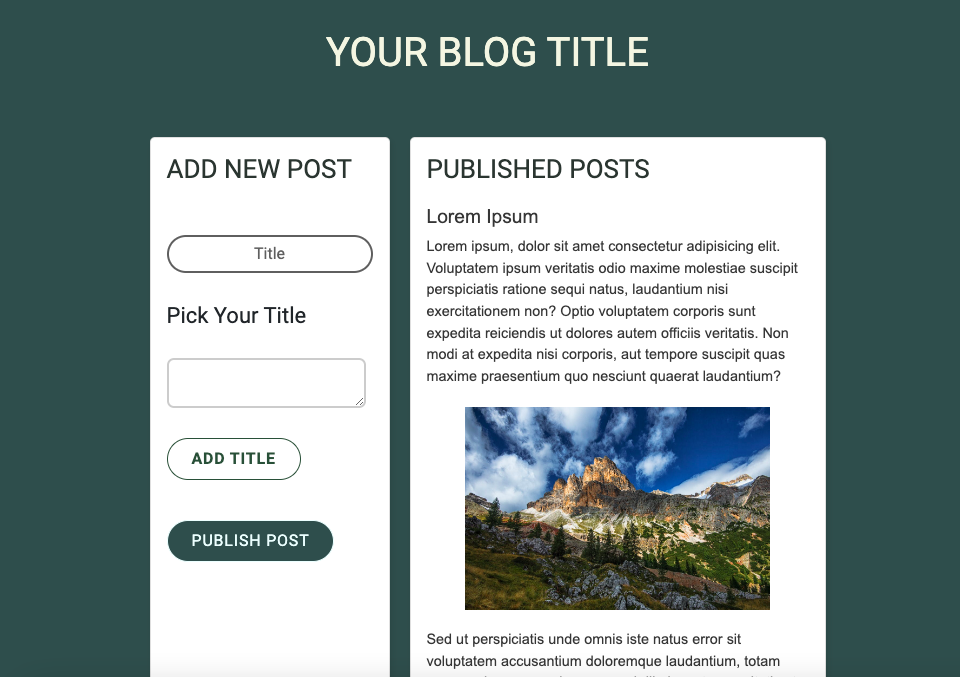 YOUR BLOG TITLE
ADD NEW POST
Title
Pick Your Title
ADD TITLE
PUBLISH POST
PUBLISHED POSTS
Lorem Ipsum
Lorem ipsum, dolor sit amet consectetur adipisicing elit.
Voluptatem ipsum veritatis odio maxime molestiae suscipit
perspiciatis ratione sequi natus, laudantium nisi
exercitationem non? Optio voluptatem corporis sunt
expedita reiciendis ut dolores autem officiis veritatis. Non
modi at expedita nisi corporis, aut tempore suscipit quas
maxime praesentium quo nesciunt quaerat laudantium?
Sed ut perspiciatis unde omnis iste natus error sit
voluptatem accusantium doloremque laudantium, totam